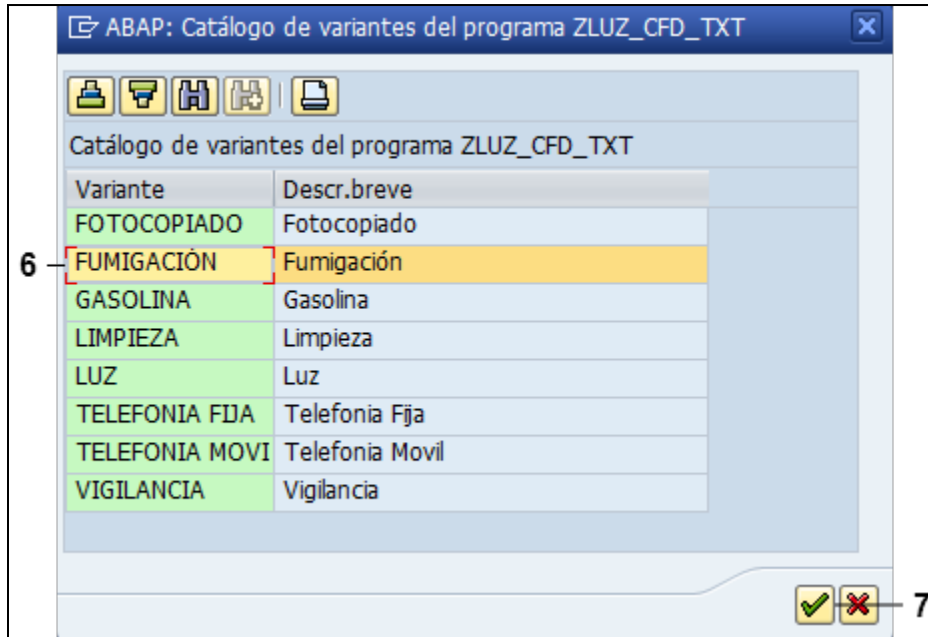 ABAP: Catálogo de variantes del programa ZLUZ_CFD_TXT
Catálogo de variantes del programa ZLUZ_CFD_TXT
Variante Descr.breve
FOTOCOPIADO Fotocopiado
6 FUMIGACIÓN Fumigación
GASOLINA Gasolina
LIMPIEZA Limpieza
LUZ Luz
TELEFONIA FIJA Telefonia Fija
TELEFONIA MOVI Telefonia Movil
VIGILANCIA Vigilancia
7